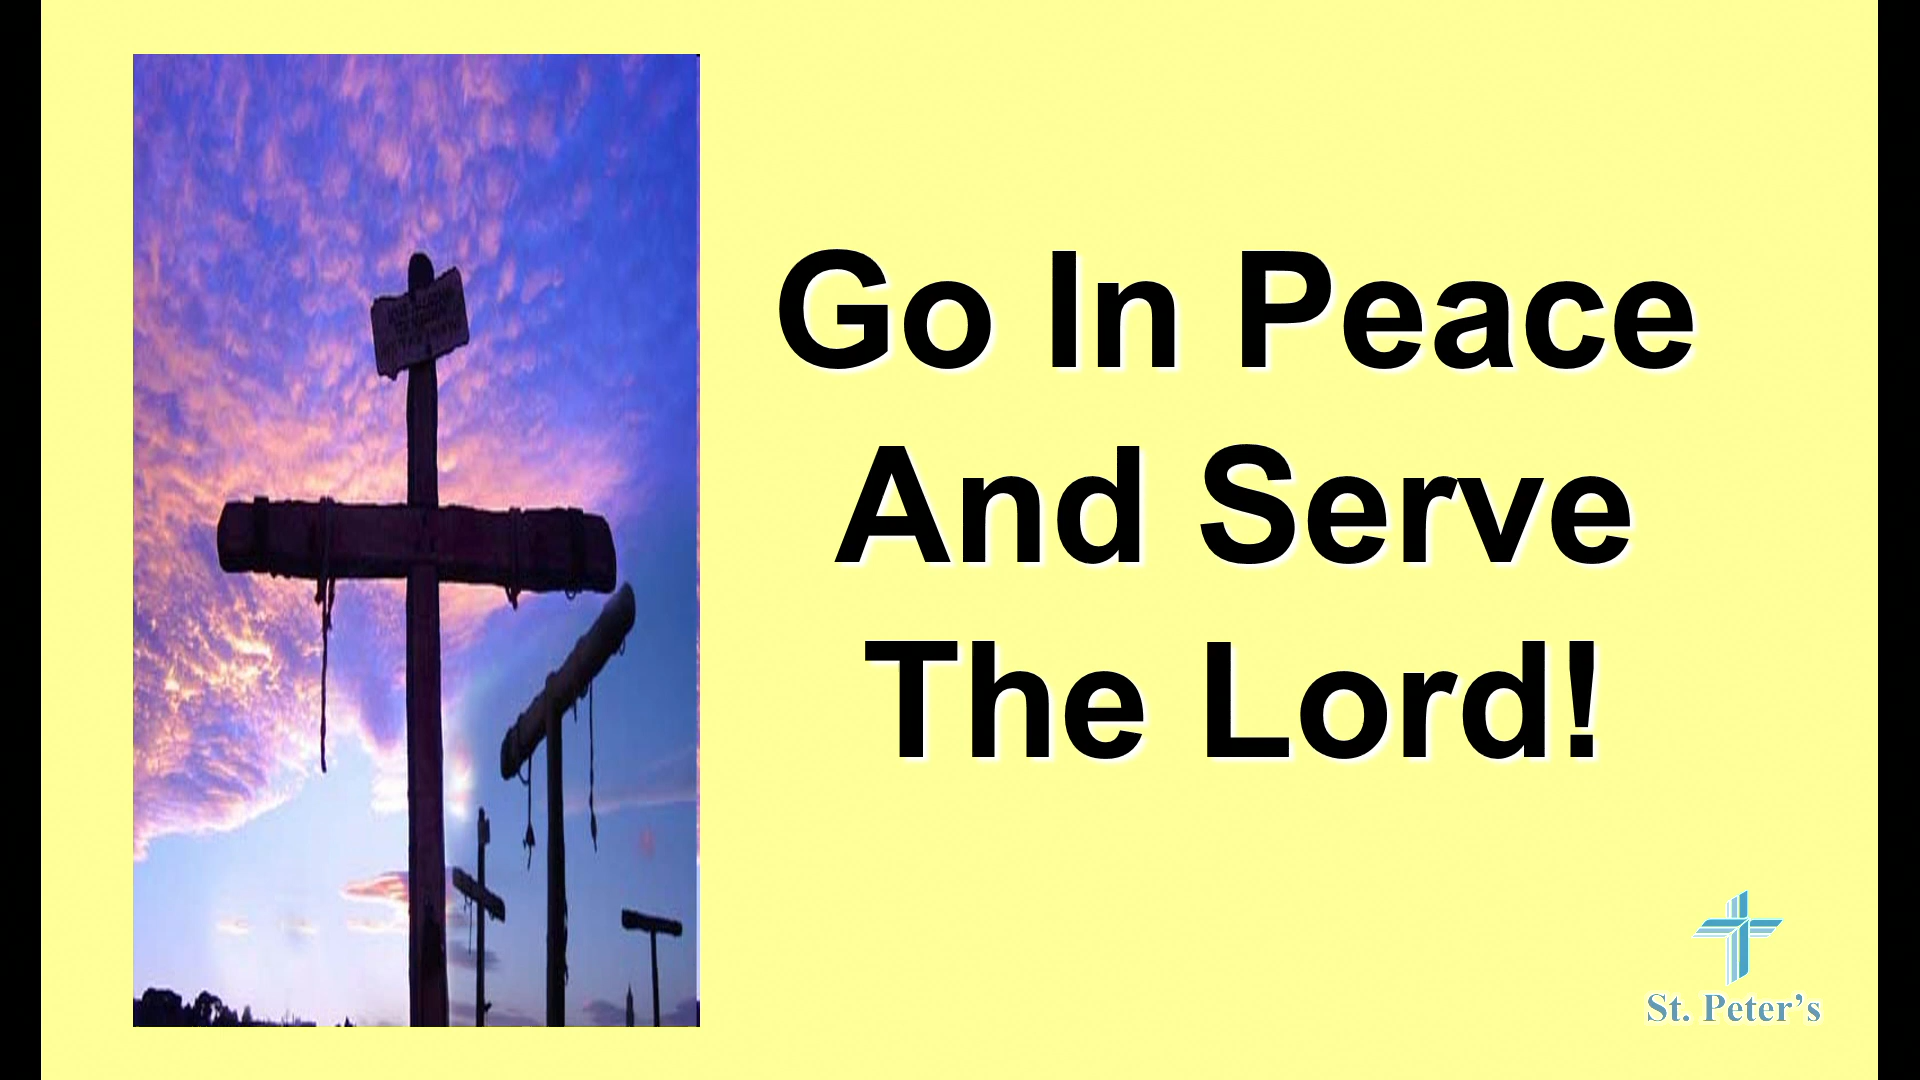 Go In Peace
And Serve
The Lord!
St. Peter’s